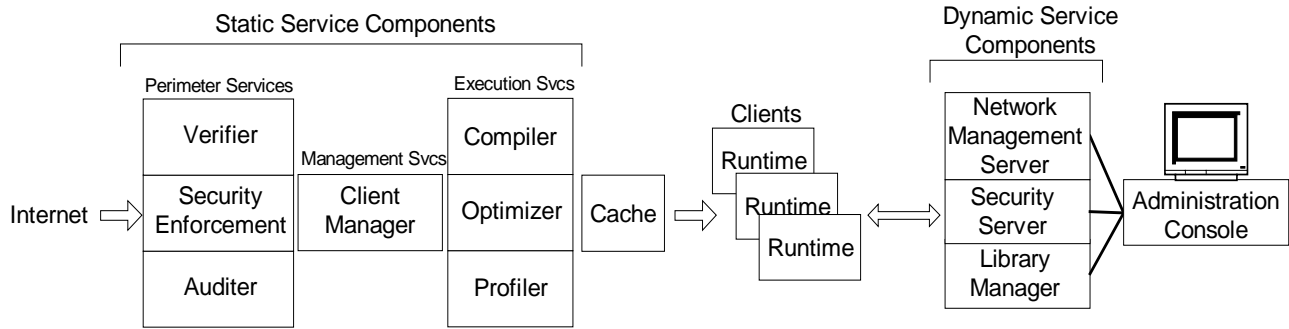 Static Service Components
Perimeter Services
Verifier
Security
Enforcement
Auditer
Management Svcs
Client
Manager
Execution Svcs
Compiler
Optimizer
Profiler
Internet
Cache
Clients
Runtime
Runtime
Runtime
Dynamic Service
Components
Network
Management
Server
Security
Server
Library
Manager
Administration
Console